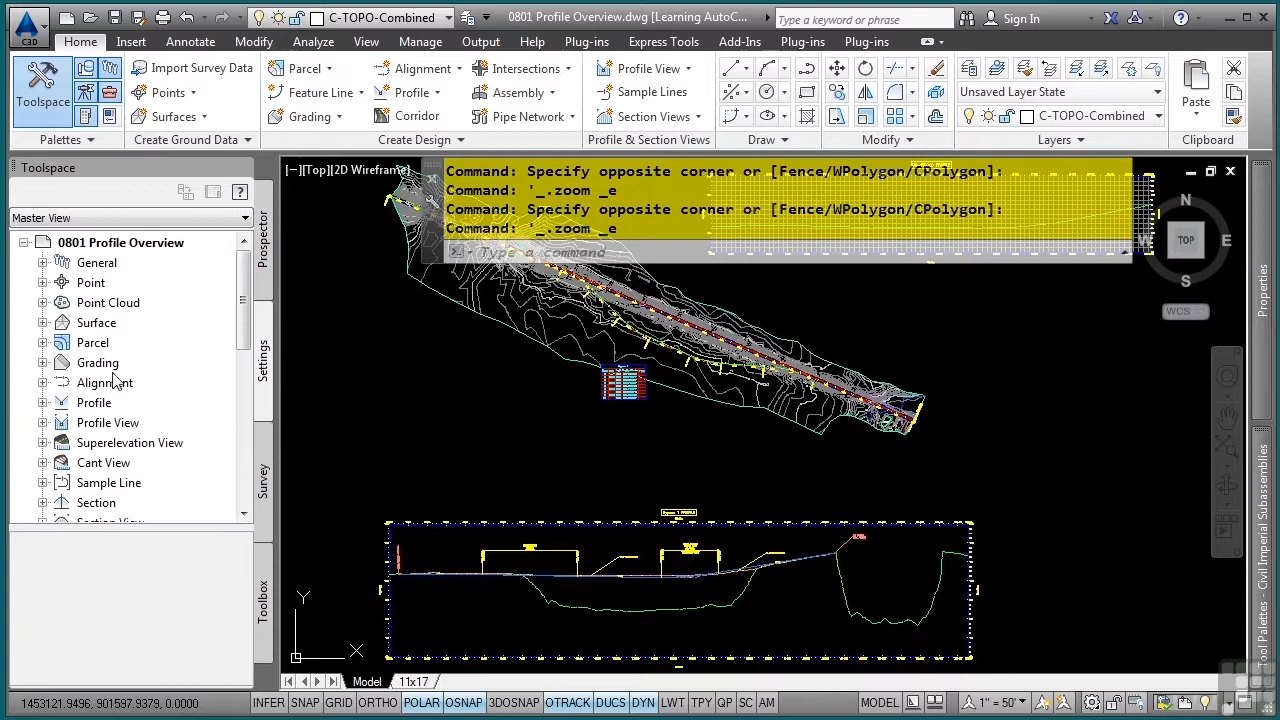 C-TOPO-Combined
0801 Profile Overview.dwg [Learning AutoC...
Type a keyword or phrase
Sign In
C3D
Home Insert Annotate Modify Analyze View Manage Output Help Plug-ins Express Tools Add-Ins Plug-ins Plug-ins
Toolspace
Import Survey Data
Points
Surfaces
Parcel
Feature Line
Grading
Alignment
Profile
Corridor
Intersections
Assembly
Pipe Network
Profile View
Sample Lines
Section Views
Unsaved Layer State
C-TOPO-Combined
Paste
Palettes
Create Ground Data
Create Design
Profile & Section Views
Draw
Modify
Layers
Clipboard
Toolspace
Master View
0801 Profile Overview
General
Point
Point Cloud
Surface
Parcel
Grading
Alignment
Profile
Profile View
Superelevation View
Cant View
Sample Line
Section
Section View
Prospector
Settings
Survey
Toolbox
[−][Top][2D Wireframe]
Command: Specify opposite corner or [Fence/WPolygon/CPolygon]:
Command: '_.zoom _e
Command: Specify opposite corner or [Fence/WPolygon/CPolygon]:
Command: '_.zoom _e
Type a command
N
W
TOP
E
S
WCS
Properties
Tool Palettes - Civil Imperial Subassemblies
Y
X
Model
11x17
1453121.9496, 901597.9379, 0.0000
INFER SNAP GRID ORTHO POLAR OSNAP 3DOSNAP OTRACK DUCS DYN LWT TPY QP SC AM
MODEL
1" = 50'